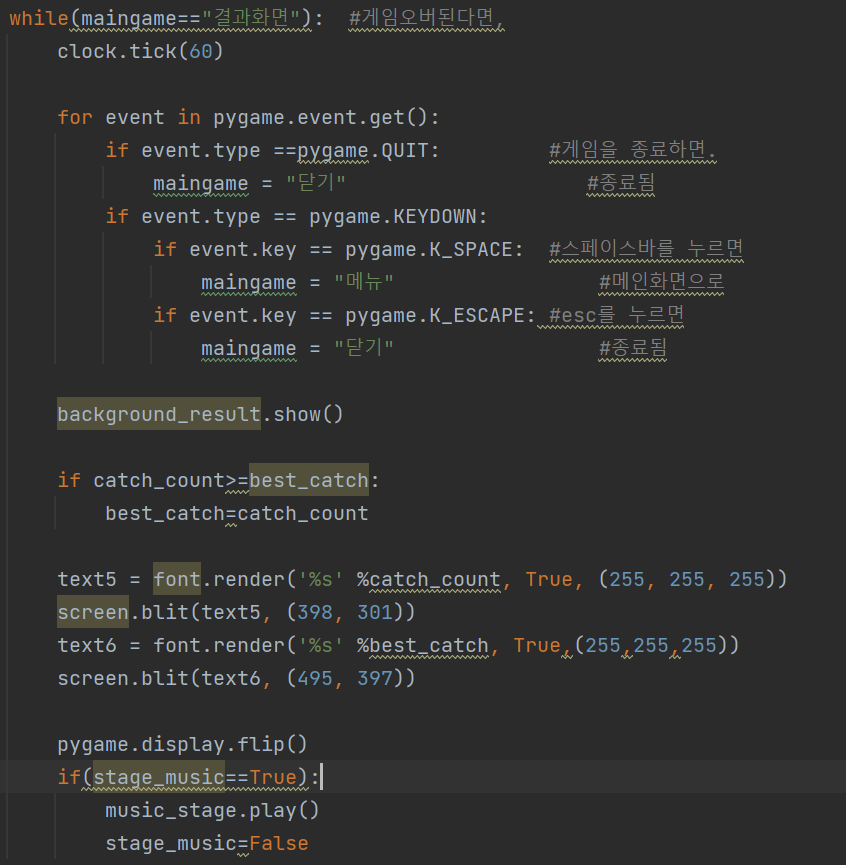 while(maingame=="결과화면"):  #게임오버된다면,
    clock.tick(60)
    for event in pygame.event.get():
        if event.type ==pygame.QUIT:         #게임을 종료하면.
            maingame = "닫기"                    #종료됨
        if event.type == pygame.KEYDOWN:
            if event.key == pygame.K_SPACE:  #스페이스바를 누르면
                maingame = "메뉴"                 #메인화면으로
            if event.key == pygame.K_ESCAPE: #esc를 누르면
                maingame = "닫기"                 #종료됨
    background_result.show()
    if catch_count>=best_catch:
        best_catch=catch_count
    text5 = font.render('%s' %catch_count, True, (255, 255, 255))
    screen.blit(text5, (398, 301))
    text6 = font.render('%s' %best_catch, True,(255,255,255))
    screen.blit(text6, (495, 397))
    pygame.display.flip()
    if(stage_music==True):
        music_stage.play()
        stage_music=False